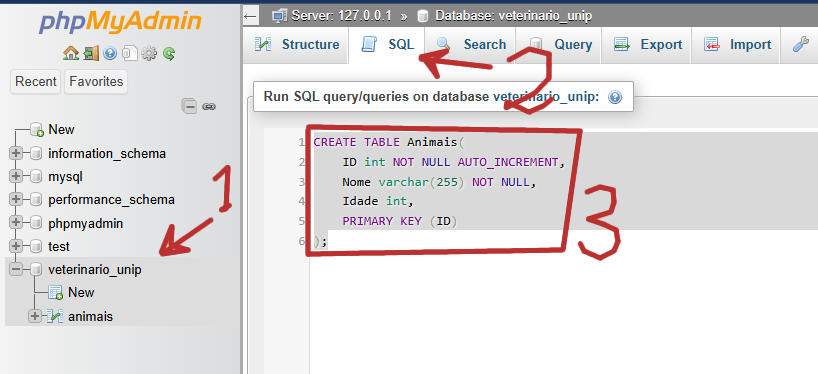 phpMyAdmin
Recent Favorites
New
information_schema
mysql
performance_schema
phpmyadmin
test
veterinario_unip
New
animais
1
Server: 127.0.0.1 » Database: veterinario_unip
Structure SQL Search Query Export Import
2
Run SQL query/queries on database veterinario_unip:
1 CREATE TABLE Animais(
2 ID int NOT NULL AUTO_INCREMENT,
3 Nome varchar(255) NOT NULL,
4 Idade int,
5 PRIMARY KEY (ID)
6 );
3